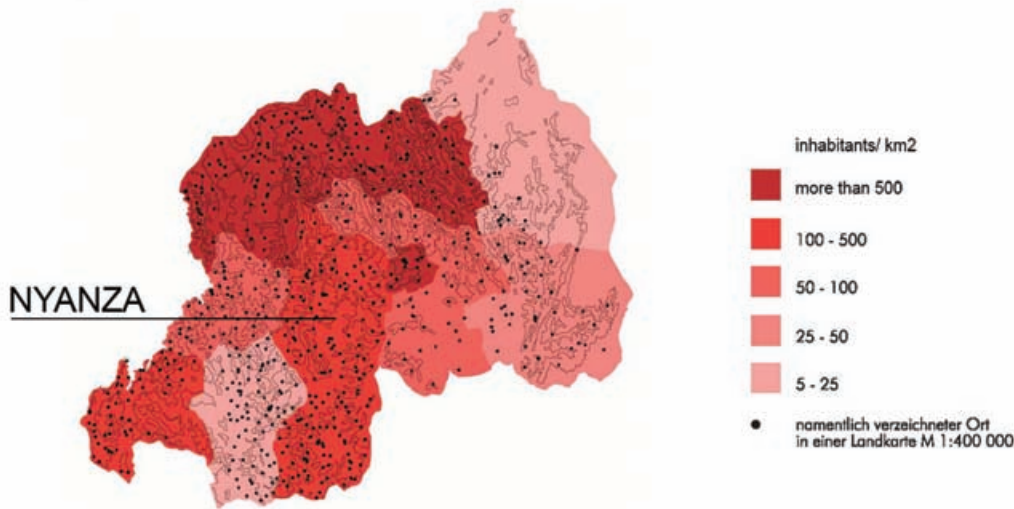 NYANZA
inhabitants/ km2
more than 500
100 - 500
50 - 100
25 - 50
5 - 25
namentlich verzeichneter Ort
in einer Landkarte M 1:400 000